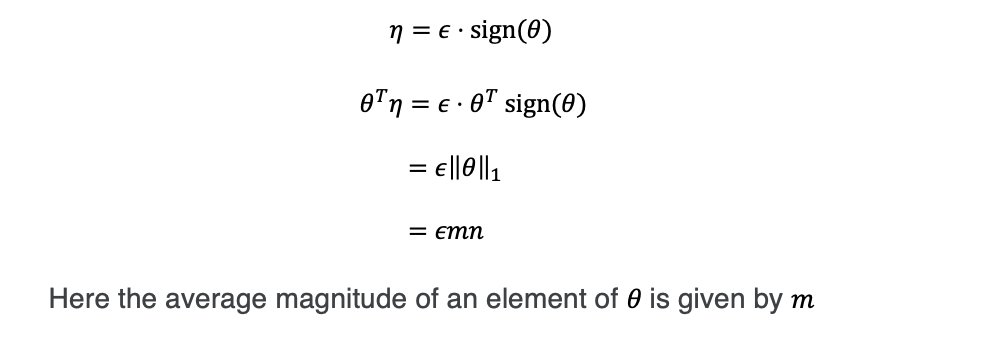 η = ϵ · sign(θ)
θᵀη = ϵ · θᵀ sign(θ)
= ϵ‖θ‖₁
= ϵmn
Here the average magnitude of an element of θ is given by m